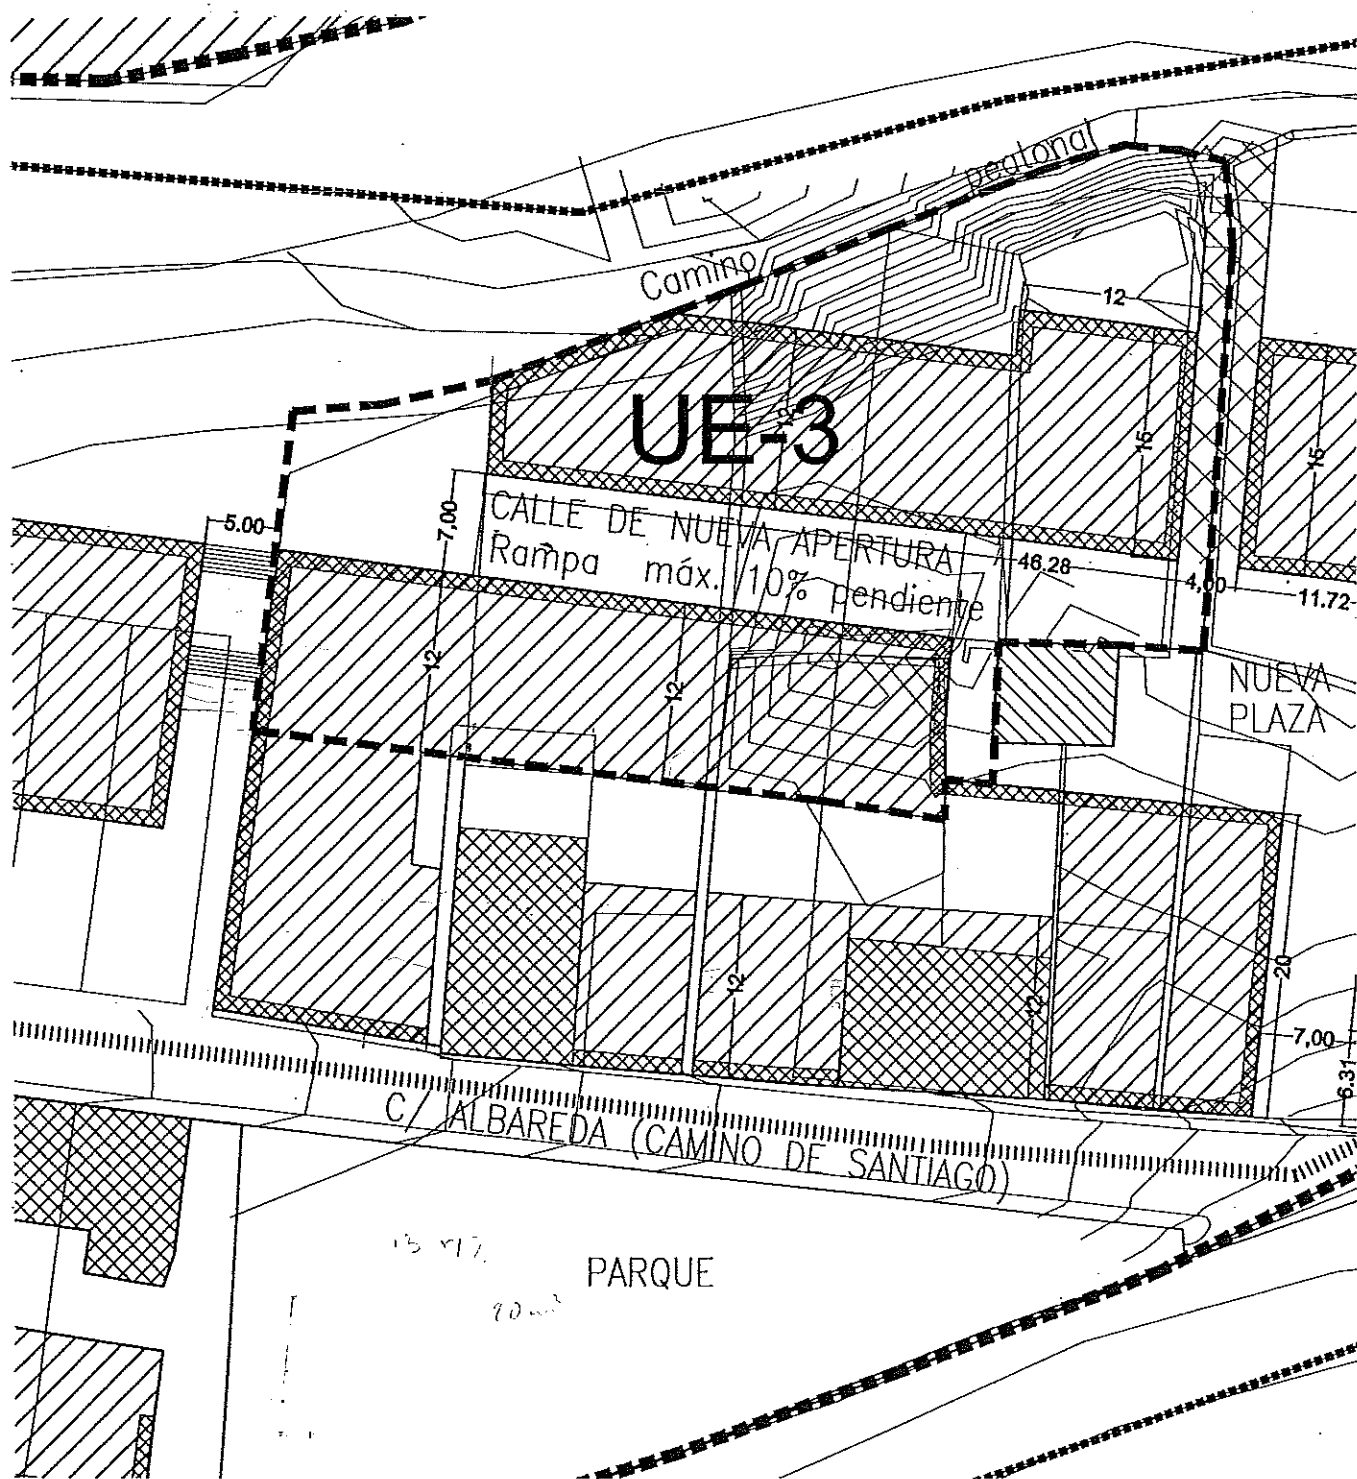 Camino peatonal
12
UE-3
12
15
15
5.00
7,00
CALLE DE NUEVA APERTURA
Rampa máx. 10% pendiente
46.28
4,00
11.72
12
12
NUEVA
PLAZA
12
12
20
7,00
6.31
C/ ALBAREDA (CAMINO DE SANTIAGO)
PARQUE